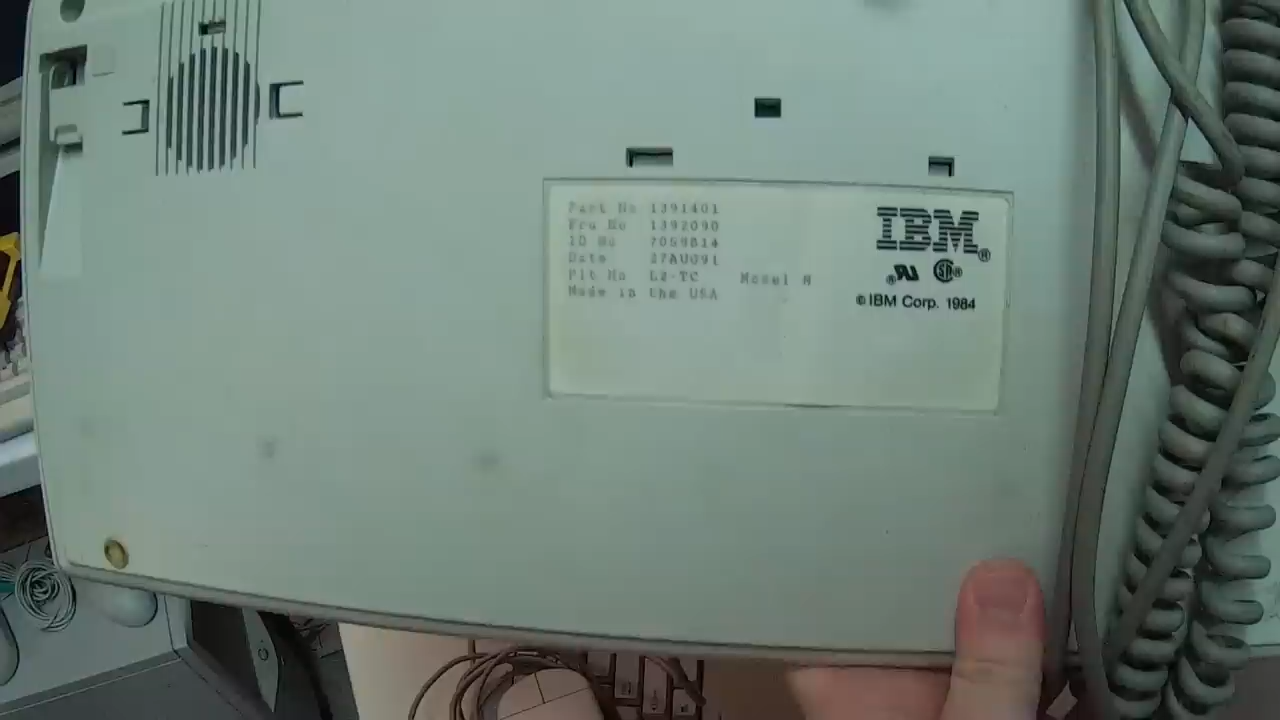 Part No 1391401
Fru No 1392090
ID No 7059814
Date 27AUG91
Plt No L2-TC Model M
Made in the USA
IBM®
© IBM Corp. 1984